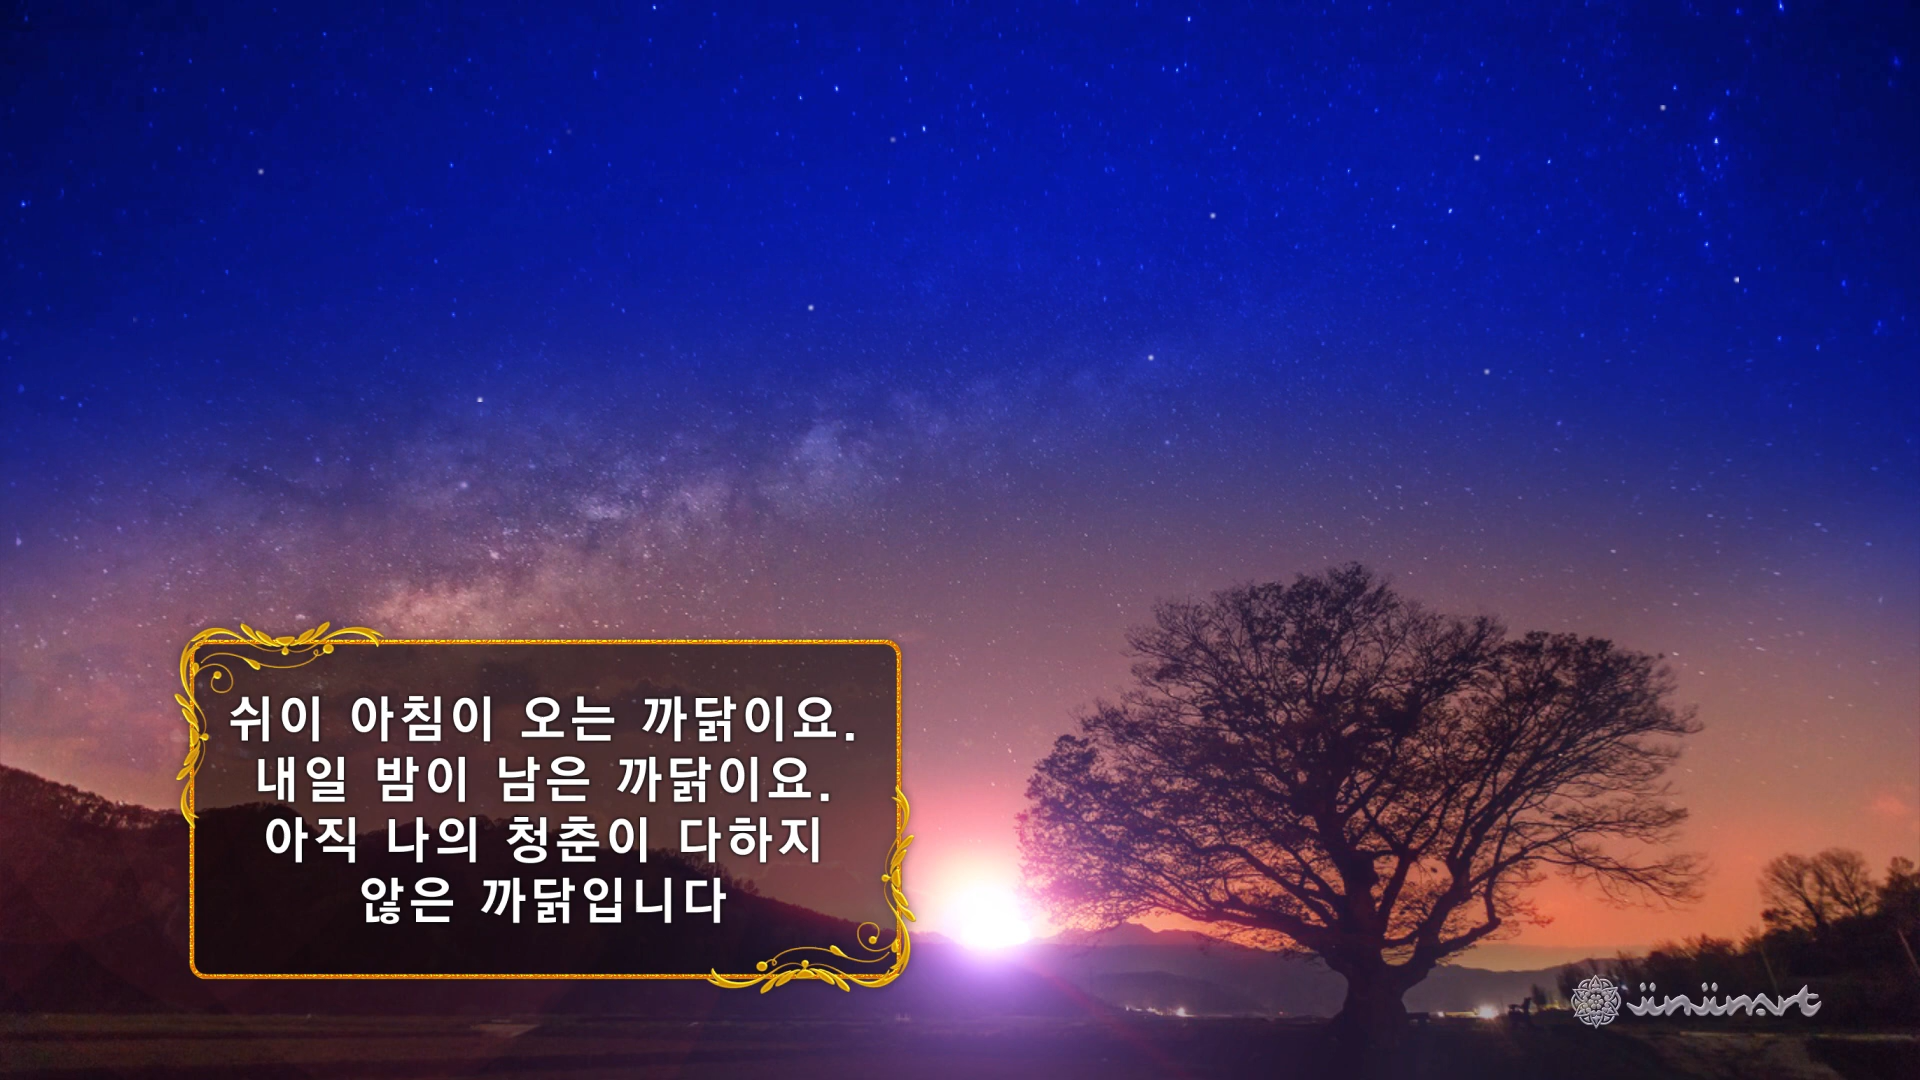 쉬이 아침이 오는 까닭이요.
내일 밤이 남은 까닭이요.
아직 나의 청춘이 다하지
않은 까닭입니다
jinjinart